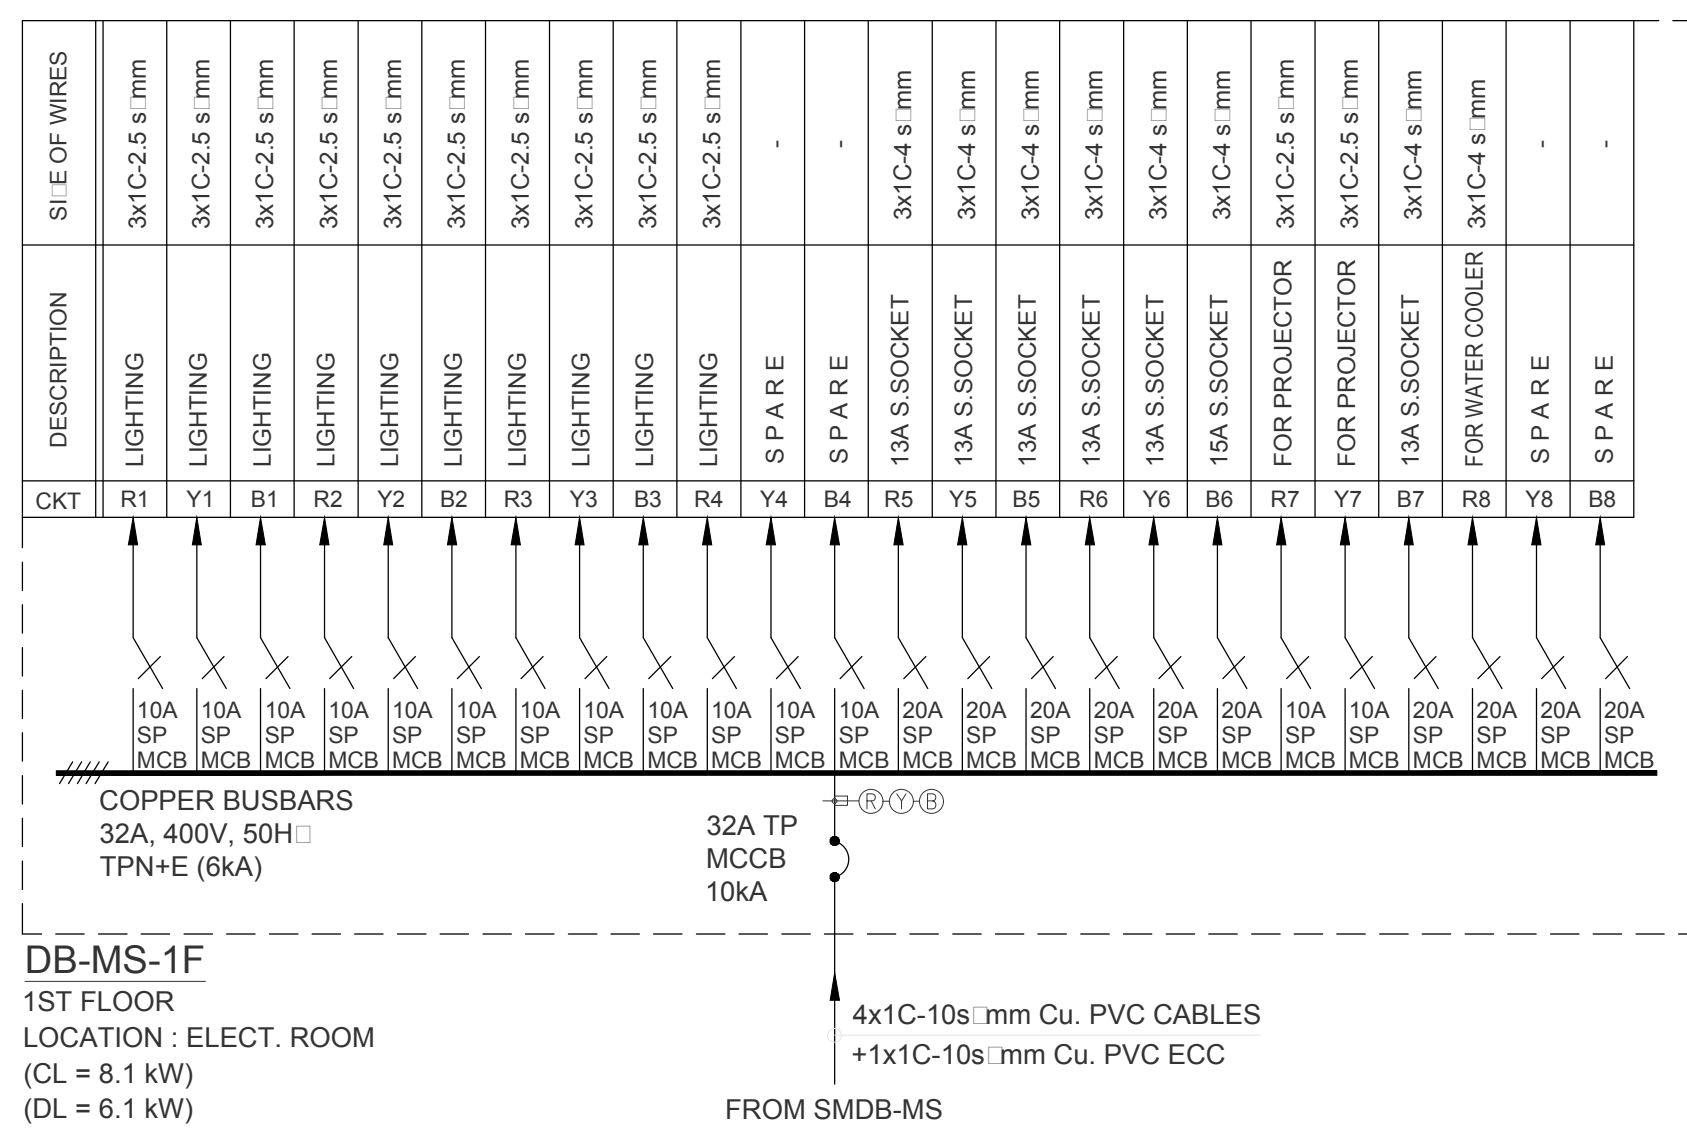 SI□E OF WIRES
3x1C-2.5 s□mm
3x1C-2.5 s□mm
3x1C-2.5 s□mm
3x1C-2.5 s□mm
3x1C-2.5 s□mm
3x1C-2.5 s□mm
3x1C-2.5 s□mm
3x1C-2.5 s□mm
3x1C-2.5 s□mm
3x1C-2.5 s□mm
-
-
3x1C-4 s□mm
3x1C-4 s□mm
3x1C-4 s□mm
3x1C-4 s□mm
3x1C-4 s□mm
3x1C-4 s□mm
3x1C-2.5 s□mm
3x1C-2.5 s□mm
3x1C-4 s□mm
3x1C-4 s□mm
-
-
DESCRIPTION
LIGHTING
LIGHTING
LIGHTING
LIGHTING
LIGHTING
LIGHTING
LIGHTING
LIGHTING
LIGHTING
LIGHTING
S P A R E
S P A R E
13A S.SOCKET
13A S.SOCKET
13A S.SOCKET
13A S.SOCKET
13A S.SOCKET
15A S.SOCKET
FOR PROJECTOR
FOR PROJECTOR
13A S.SOCKET
FOR WATER COOLER
S P A R E
S P A R E
CKT R1 Y1 B1 R2 Y2 B2 R3 Y3 B3 R4 Y4 B4 R5 Y5 B5 R6 Y6 B6 R7 Y7 B7 R8 Y8 B8
10A 10A 10A 10A 10A 10A 10A 10A 10A 10A 10A 10A 20A 20A 20A 20A 20A 20A 10A 10A 20A 20A 20A 20A
SP SP SP SP SP SP SP SP SP SP SP SP SP SP SP SP SP SP SP SP SP SP SP SP
MCB MCB MCB MCB MCB MCB MCB MCB MCB MCB MCB MCB MCB MCB MCB MCB MCB MCB MCB MCB MCB MCB MCB MCB
COPPER BUSBARS
32A, 400V, 50H□
TPN+E (6kA)
R Y B
32A TP
MCCB
10kA
DB-MS-1F
1ST FLOOR
LOCATION : ELECT. ROOM
(CL = 8.1 kW)
(DL = 6.1 kW)
4x1C-10s□mm Cu. PVC CABLES
+1x1C-10s□mm Cu. PVC ECC
FROM SMDB-MS